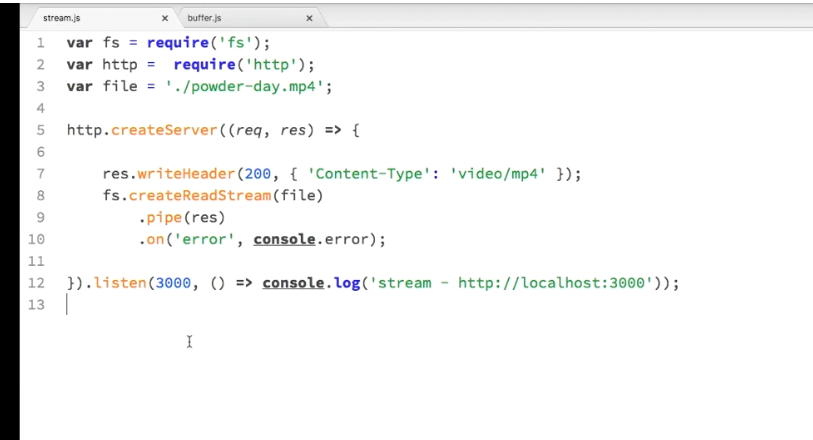 stream.js × buffer.js ×
1 var fs = require('fs');
2 var http =  require('http');
3 var file = './powder-day.mp4';
4
5 http.createServer((req, res) => {
6
7     res.writeHeader(200, { 'Content-Type': 'video/mp4' });
8     fs.createReadStream(file)
9         .pipe(res)
10         .on('error', console.error);
11
12 }).listen(3000, () => console.log('stream - http://localhost:3000'));
13